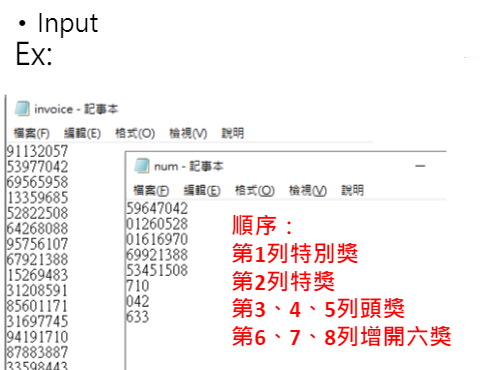 • Input
Ex:
invoice - 記事本
檔案(F) 編輯(E) 格式(O) 檢視(V) 說明
91132057
53977042
69565958
13359685
52822508
64268088
95756107
67921388
15269483
31208591
85601171
31697745
94191710
87883887
33598443
num - 記事本
檔案(F) 編輯(E) 格式(O) 檢視(V) 說明
59647042
01260528
01616970
69921388
53451508
710
042
633
順序：
第1列特別獎
第2列特獎
第3、4、5列頭獎
第6、7、8列增開六獎